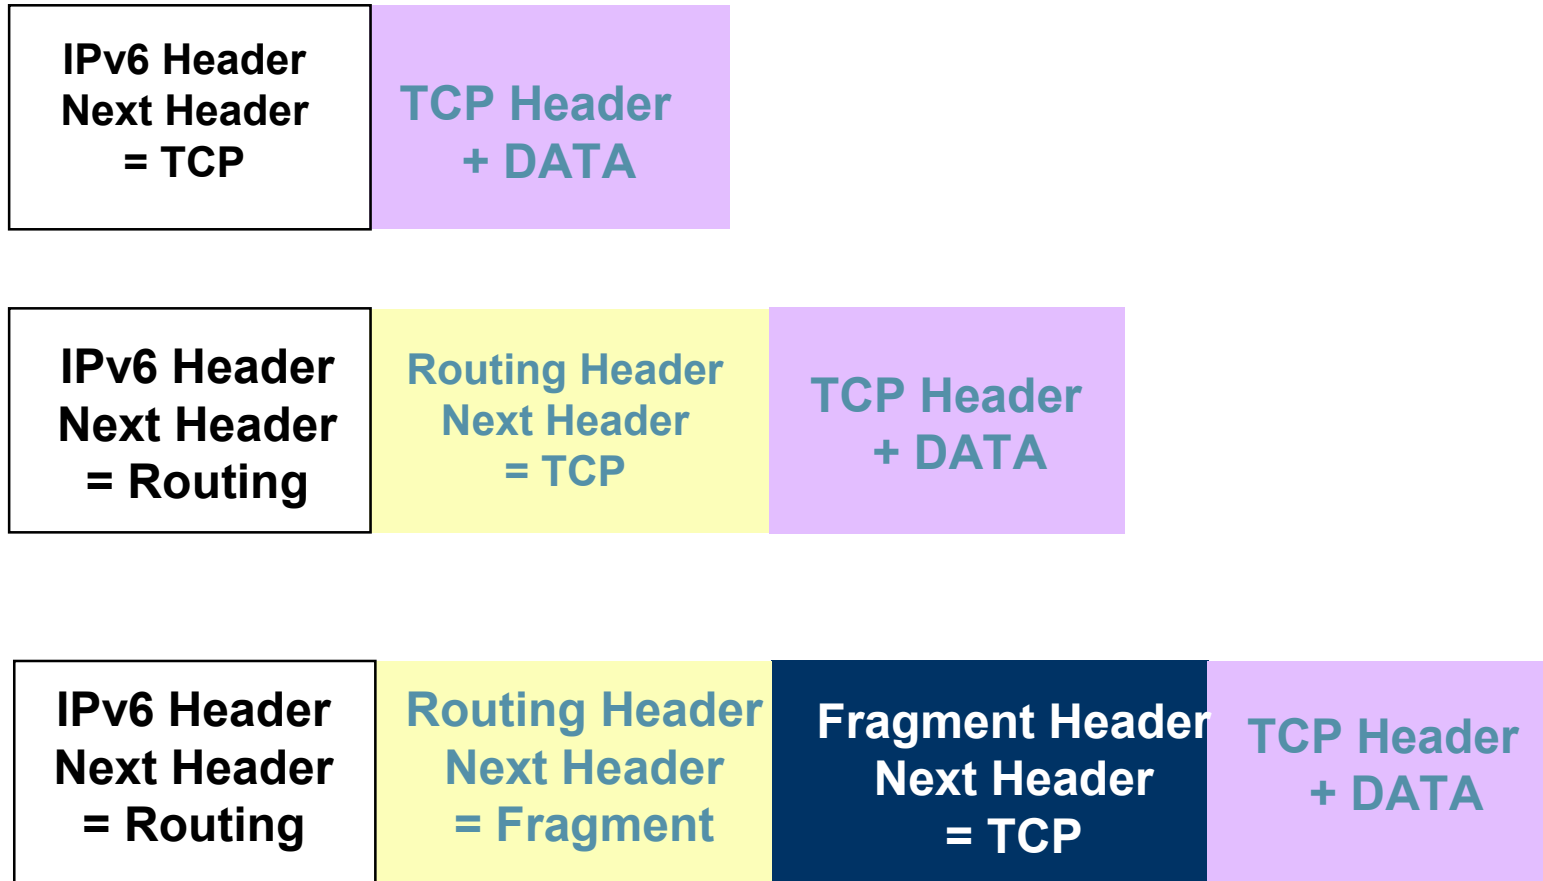 IPv6 Header
Next Header
= TCP
TCP Header
+ DATA
IPv6 Header
Next Header
= Routing
Routing Header
Next Header
= TCP
TCP Header
+ DATA
IPv6 Header
Next Header
= Routing
Routing Header
Next Header
= Fragment
Fragment Header
Next Header
= TCP
TCP Header
+ DATA